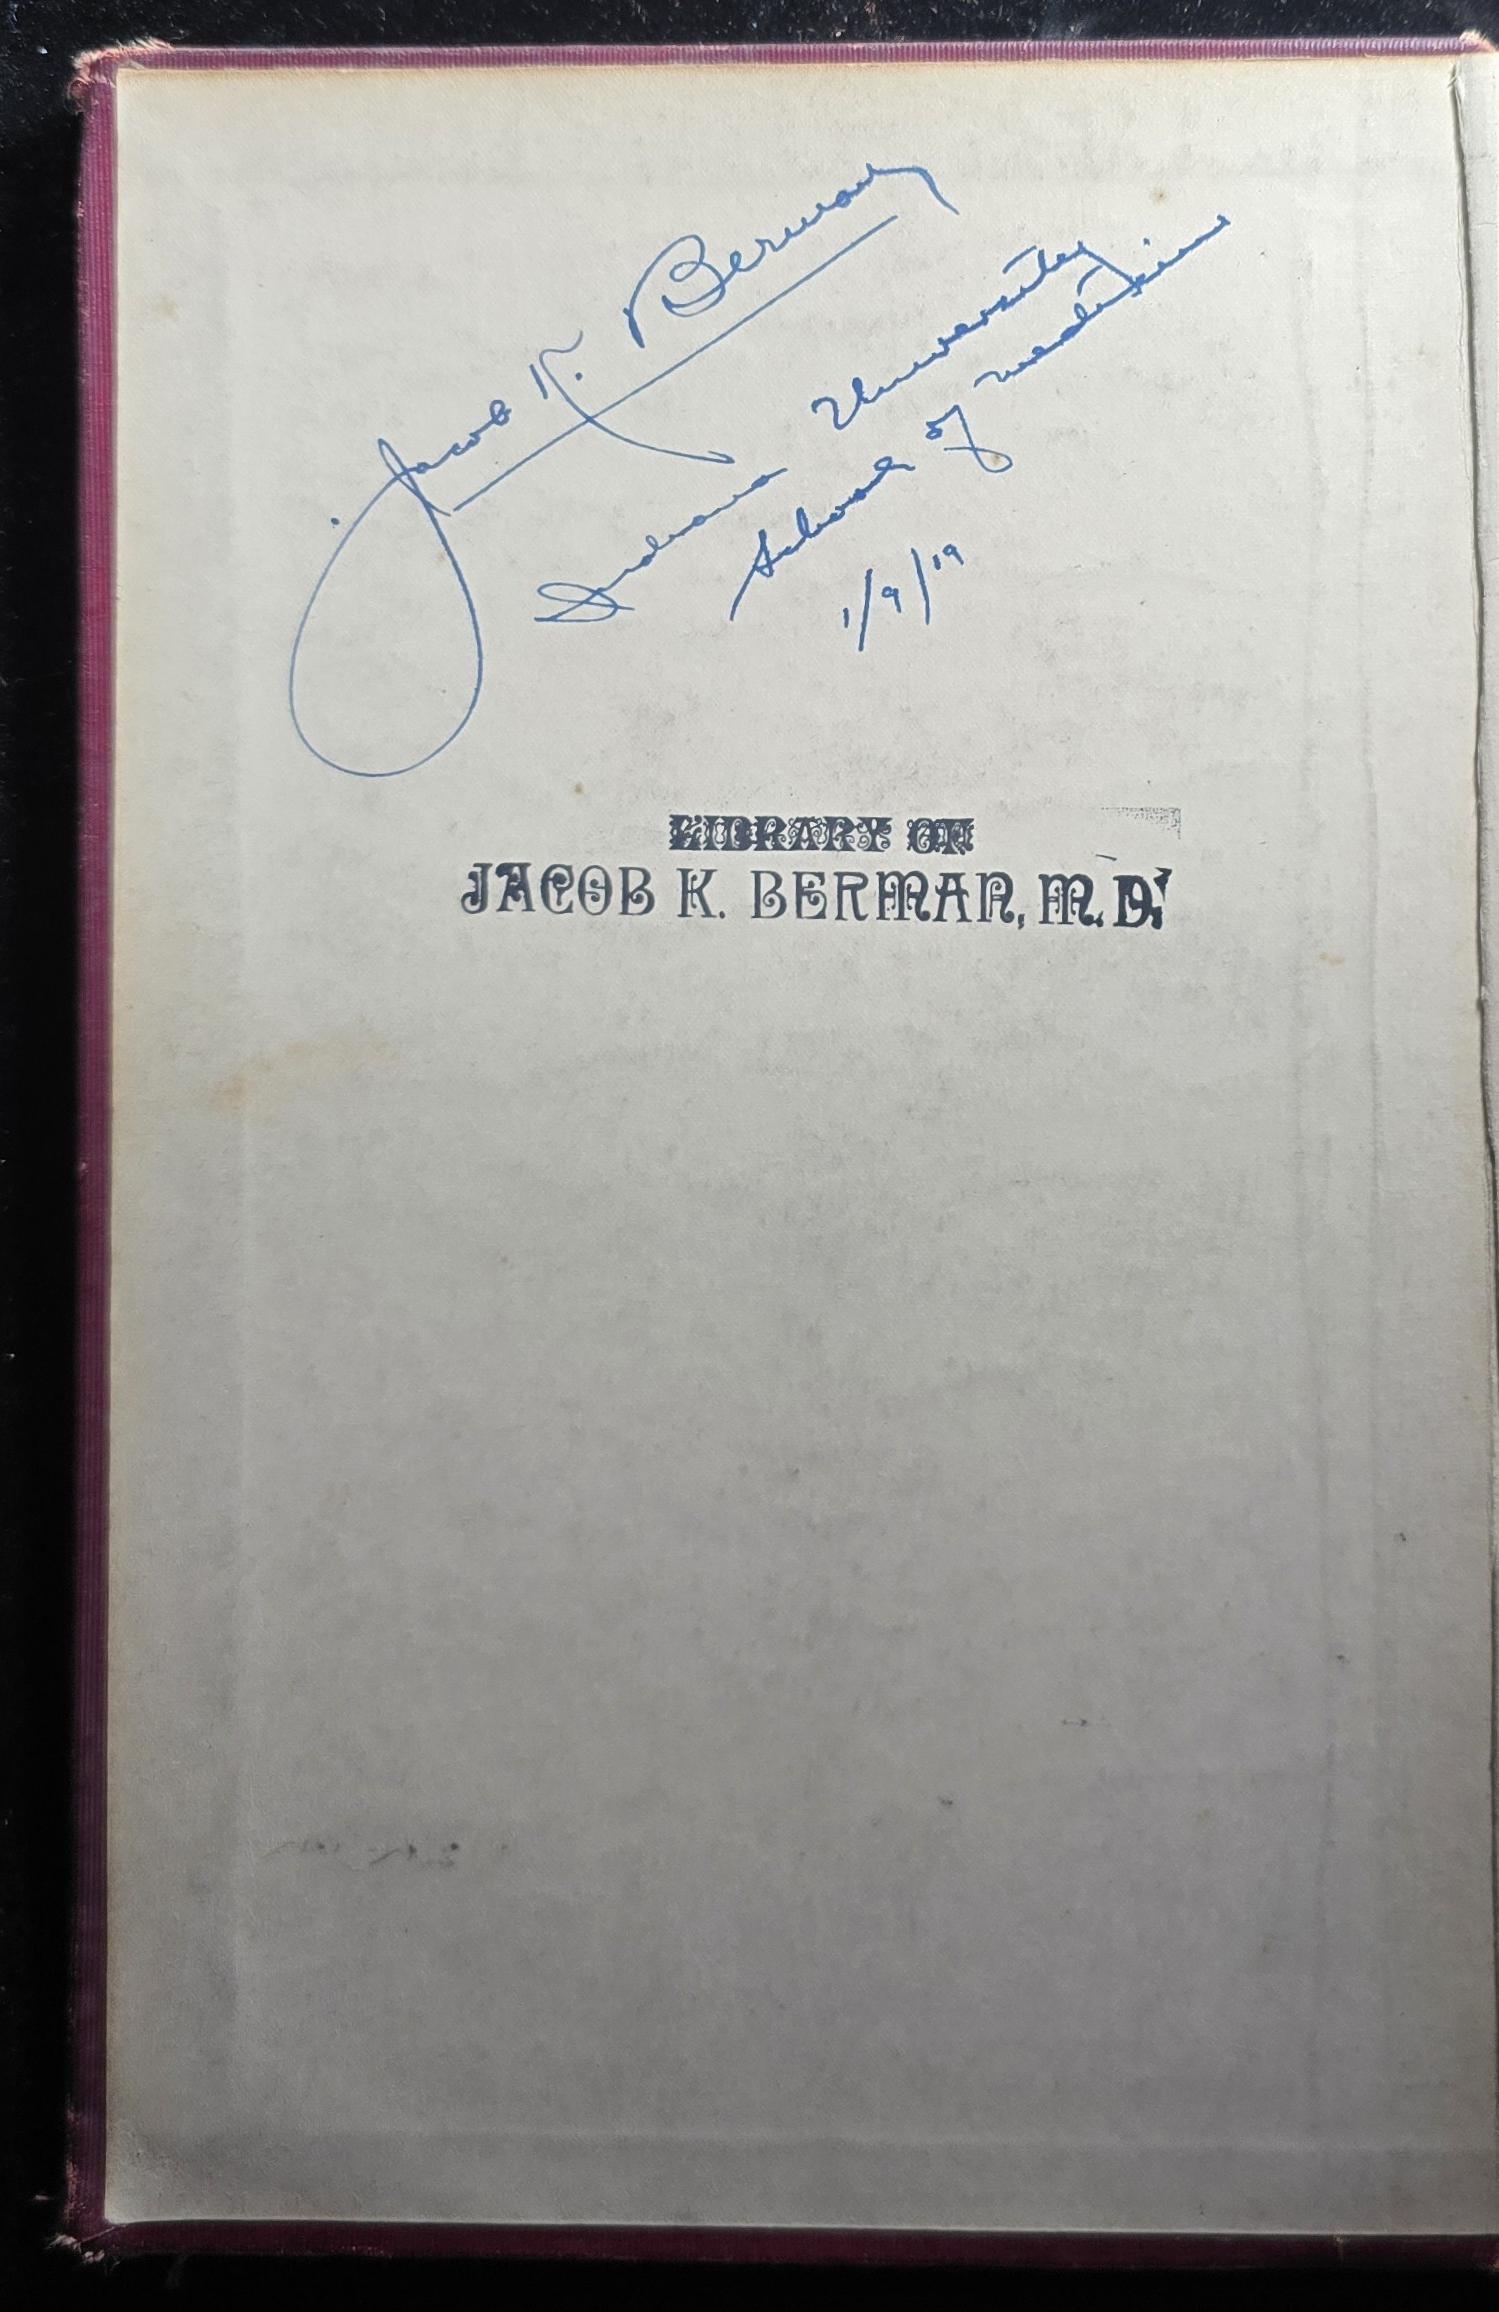 Jacob K. Berman
Indiana University
School of Medicine
1/9/19
LIBRARY OF
JACOB K. BERMAN, M.D.